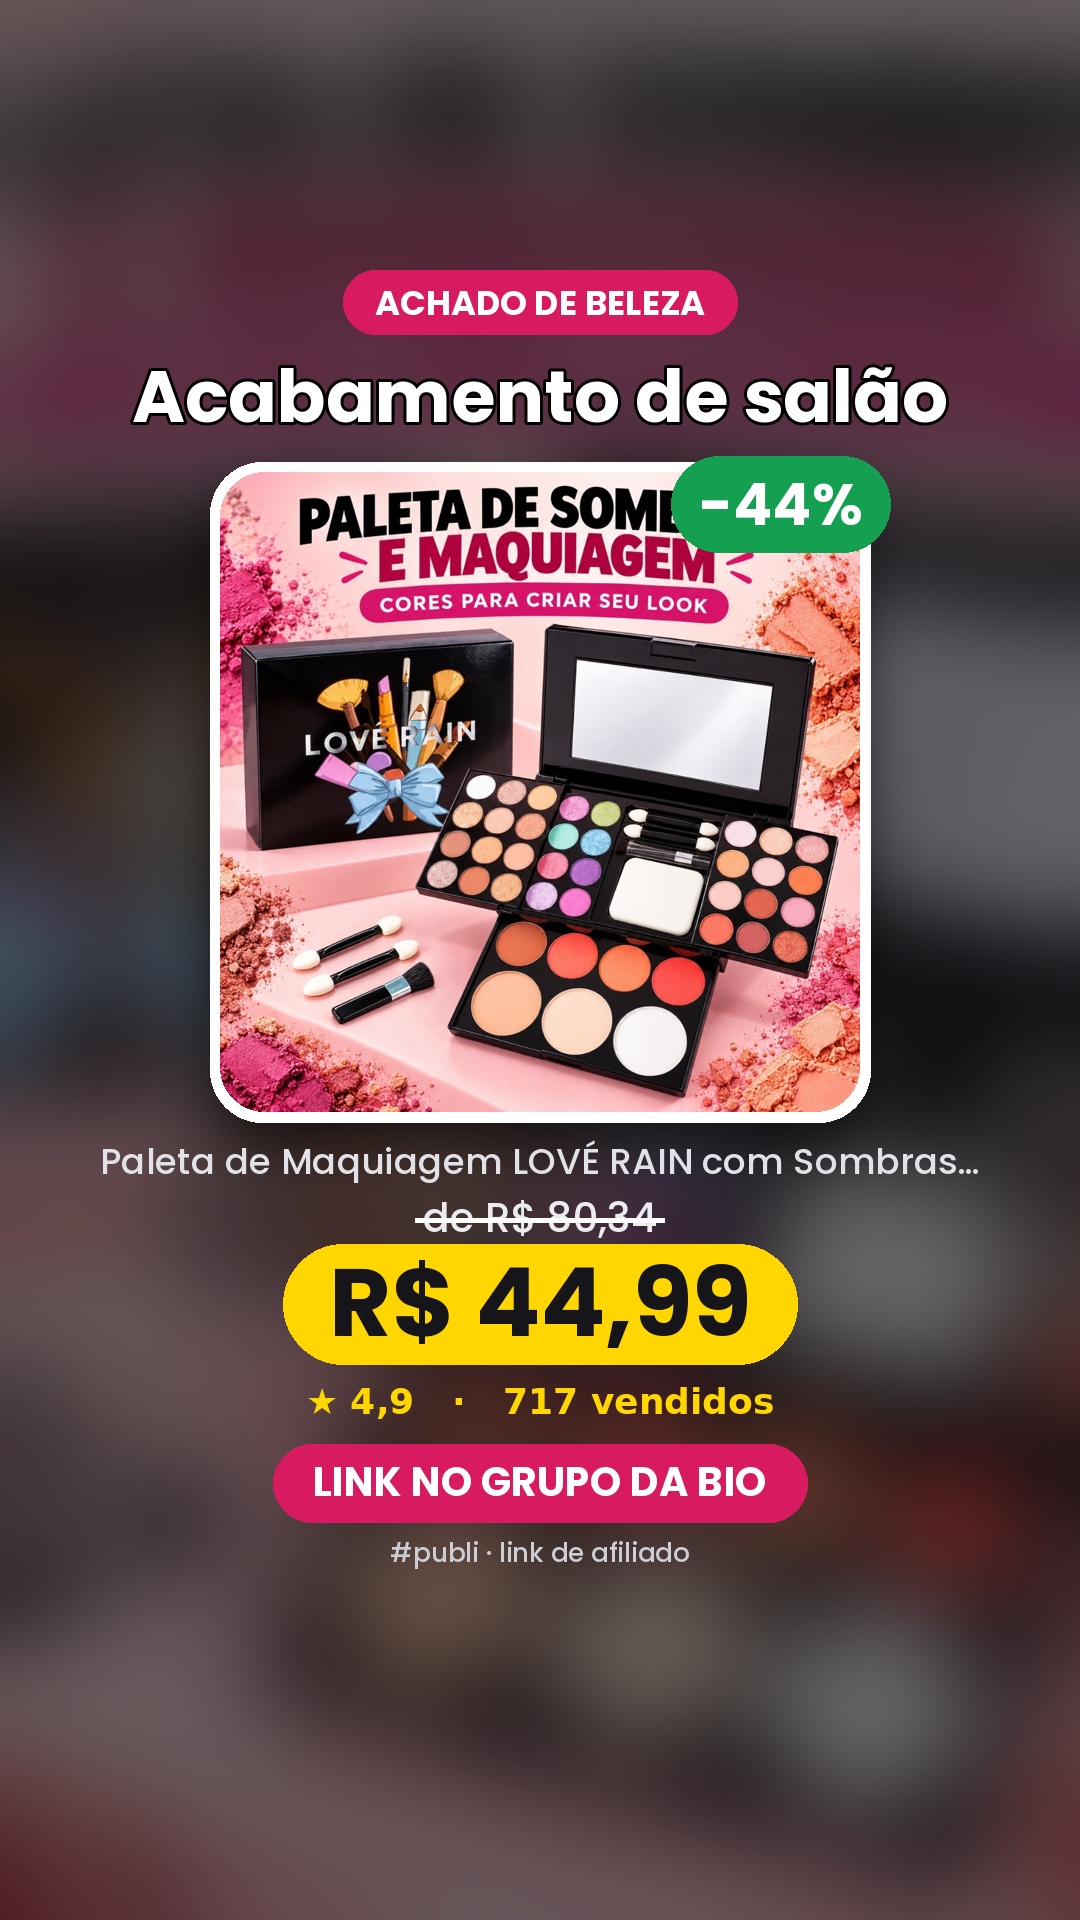 ACHADO DE BELEZA
Acabamento de salão
-44%
PALETA DE
E MAQUIAGEM
CORES PARA CRIAR SEU LOOK
LOVÉ RAIN
Paleta de Maquiagem LOVÉ RAIN com Sombras...
de R$ 80,34
R$ 44,99
★ 4,9 · 717 vendidos
LINK NO GRUPO DA BIO
#publi · link de afiliado